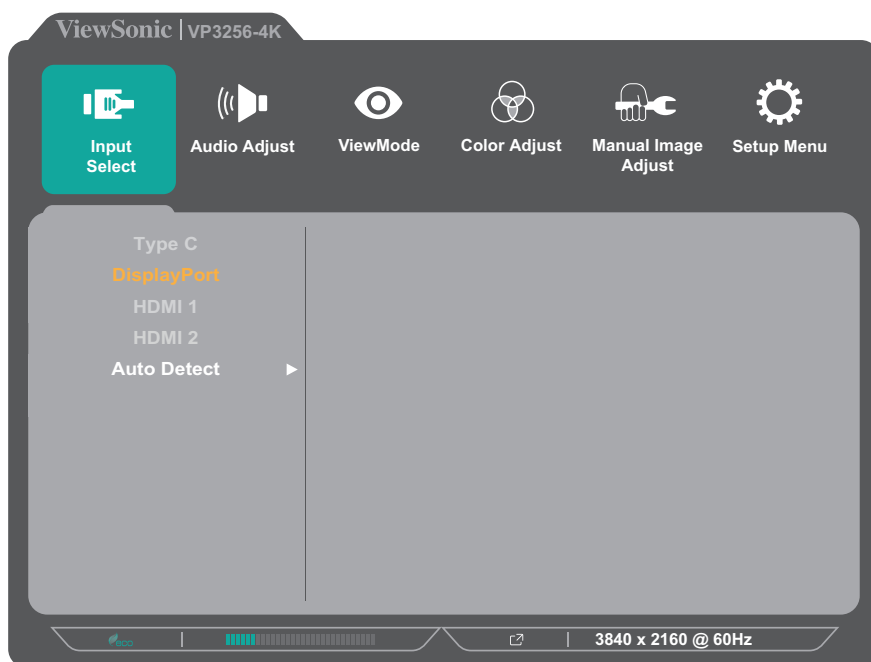 ViewSonic | VP3256-4K
Input Select
Audio Adjust
ViewMode
Color Adjust
Manual Image Adjust
Setup Menu
Type C
DisplayPort
HDMI 1
HDMI 2
Auto Detect
eco
3840 x 2160 @ 60Hz